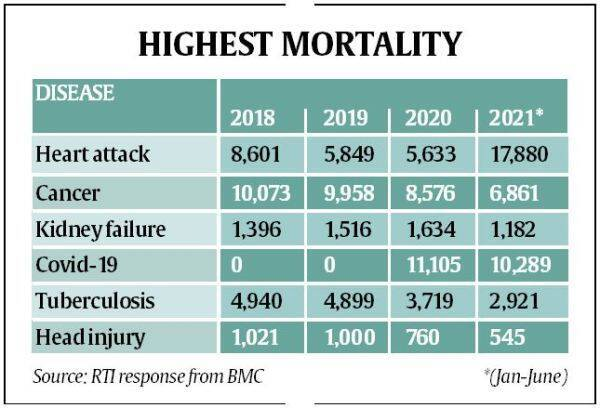 HIGHEST MORTALITY
DISEASE
2018 2019 2020 2021*
Heart attack 8,601 5,849 5,633 17,880
Cancer 10,073 9,958 8,576 6,861
Kidney failure 1,396 1,516 1,634 1,182
Covid-19 0 0 11,105 10,289
Tuberculosis 4,940 4,899 3,719 2,921
Head injury 1,021 1,000 760 545
Source: RTI response from BMC *(Jan-June)